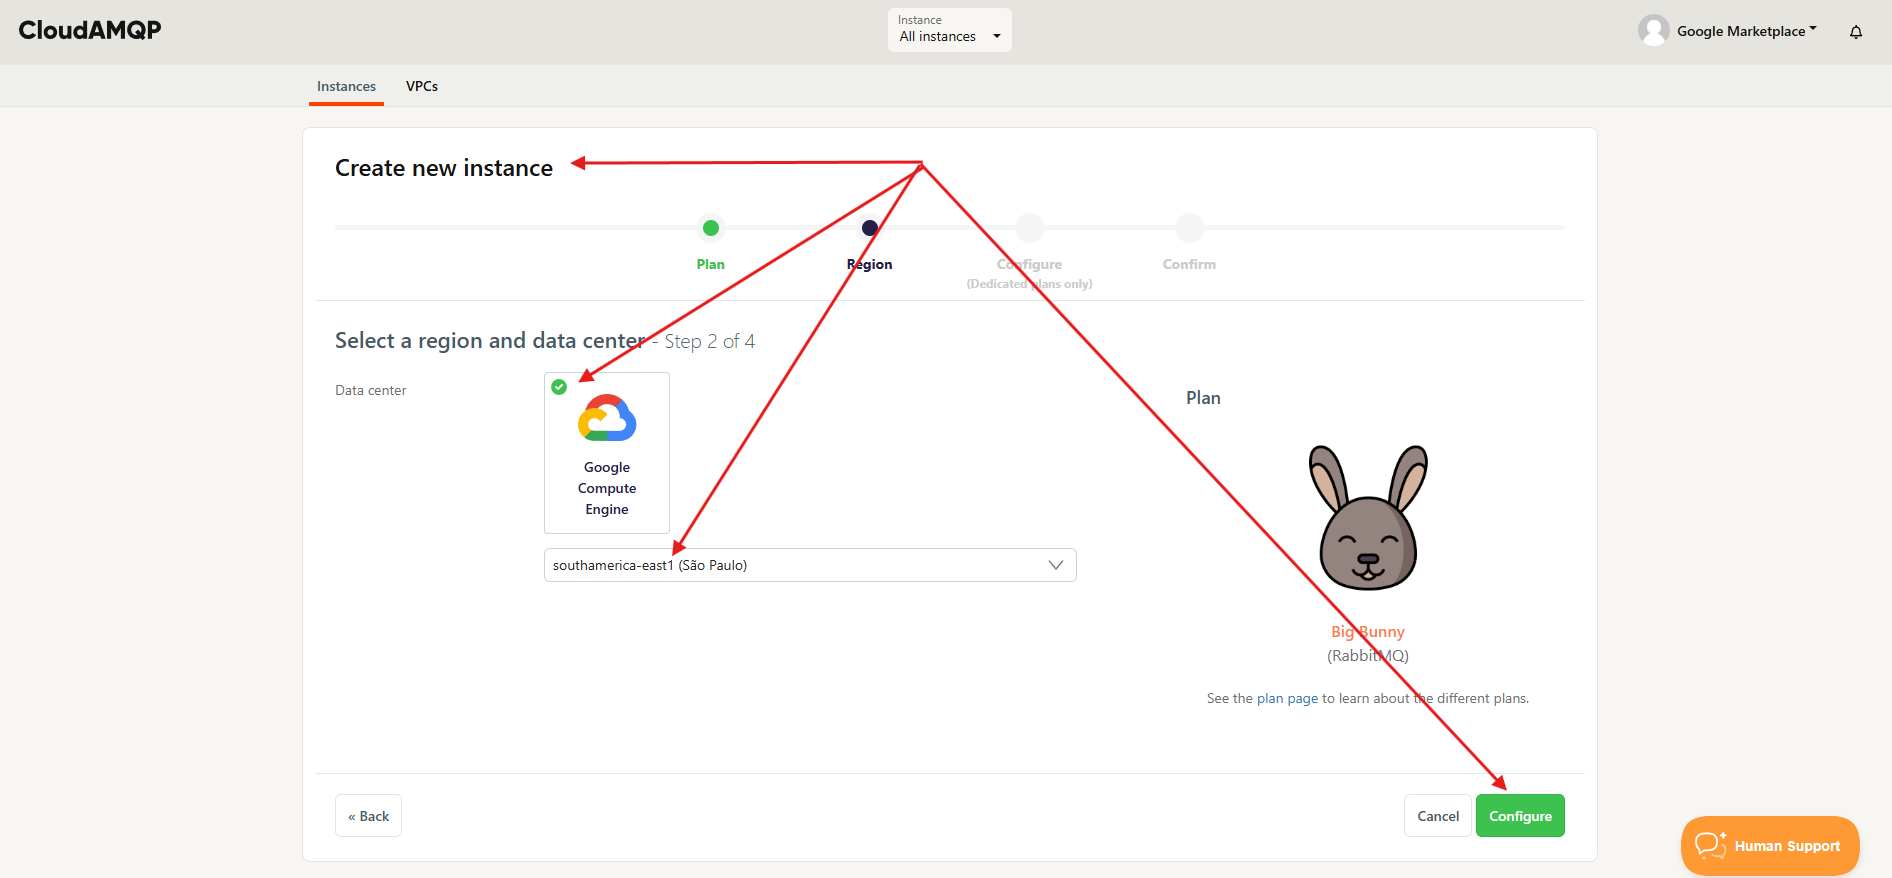 CloudAMQP
Instance
All instances
Google Marketplace
Instances
VPCs
Create new instance
Plan
Region
Configure
(Dedicated plans only)
Confirm
Select a region and data center - Step 2 of 4
Data center
Google
Compute
Engine
southamerica-east1 (São Paulo)
Plan
Big Bunny
(RabbitMQ)
See the plan page to learn about the different plans.
« Back
Cancel
Configure
Human Support